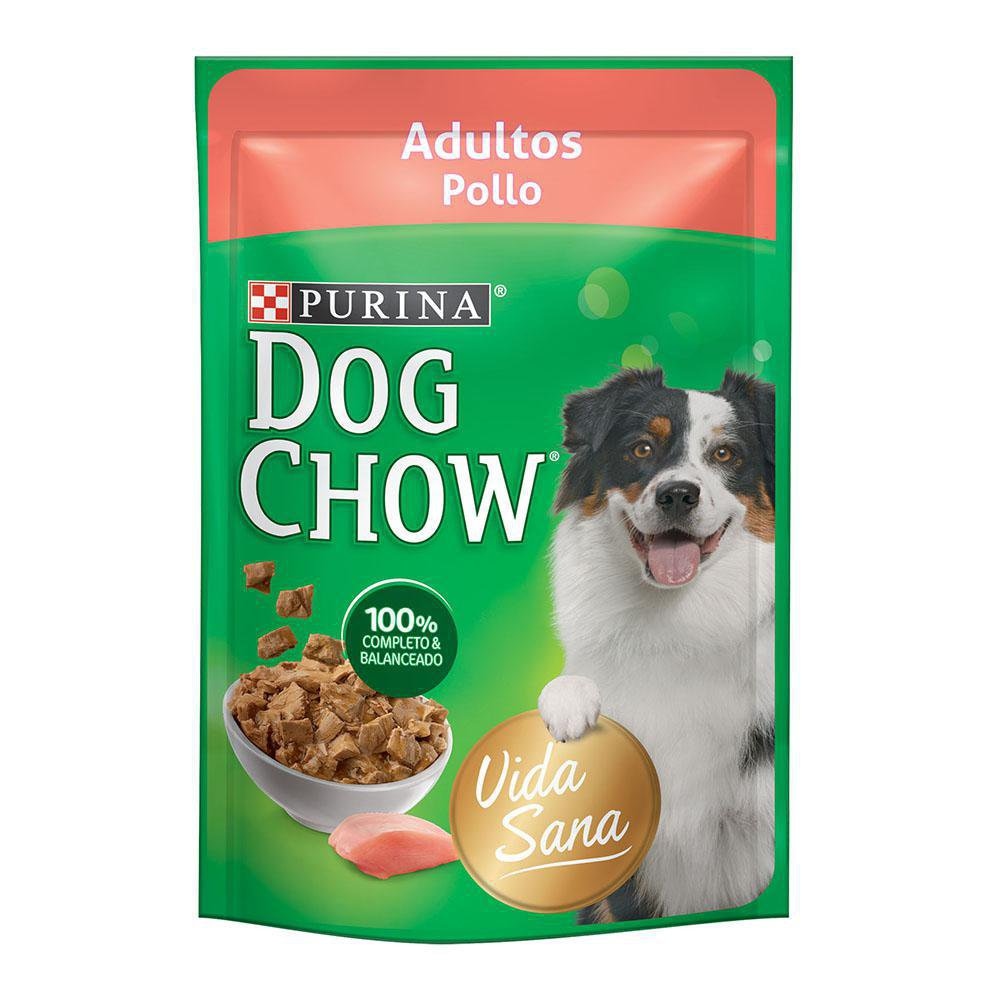 Adultos
Pollo
PURINA®
DOG
CHOW®
100%
COMPLETO &
BALANCEADO
Vida
Sana